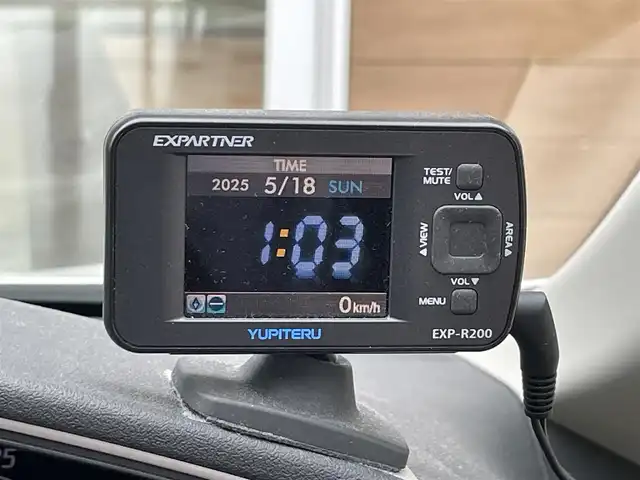 EXPARTNER
TIME
2025 5/18 SUN
1:03
0km/h
TEST/
MUTE
VOL▲
▲VIEW
AREA▲
VOL▼
MENU
YUPITERU
EXP-R200